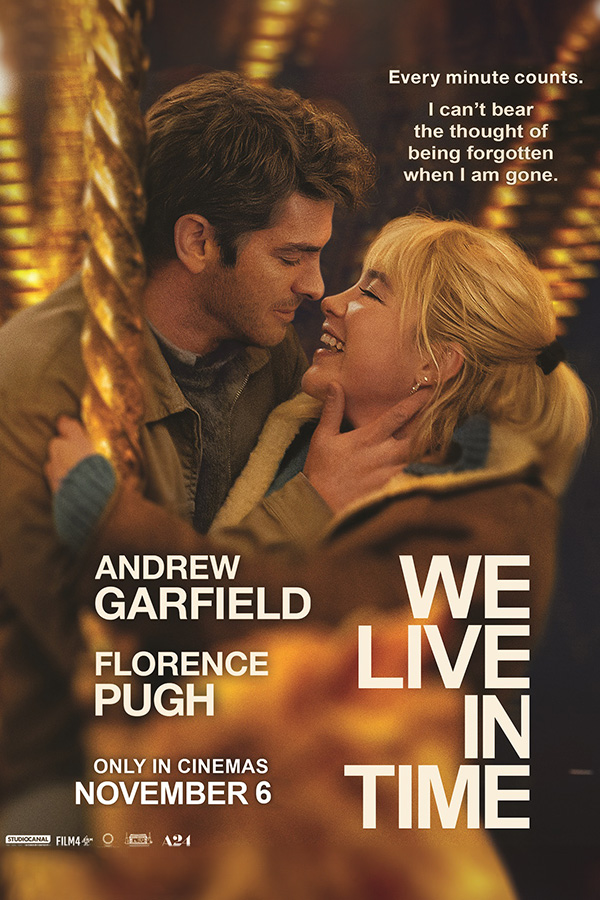 Every minute counts.
I can’t bear
the thought of
being forgotten
when I am gone.
ANDREW
GARFIELD
FLORENCE
PUGH
WE
LIVE
IN
TIME
ONLY IN CINEMAS
NOVEMBER 6
STUDIOCANAL FILM4 A24